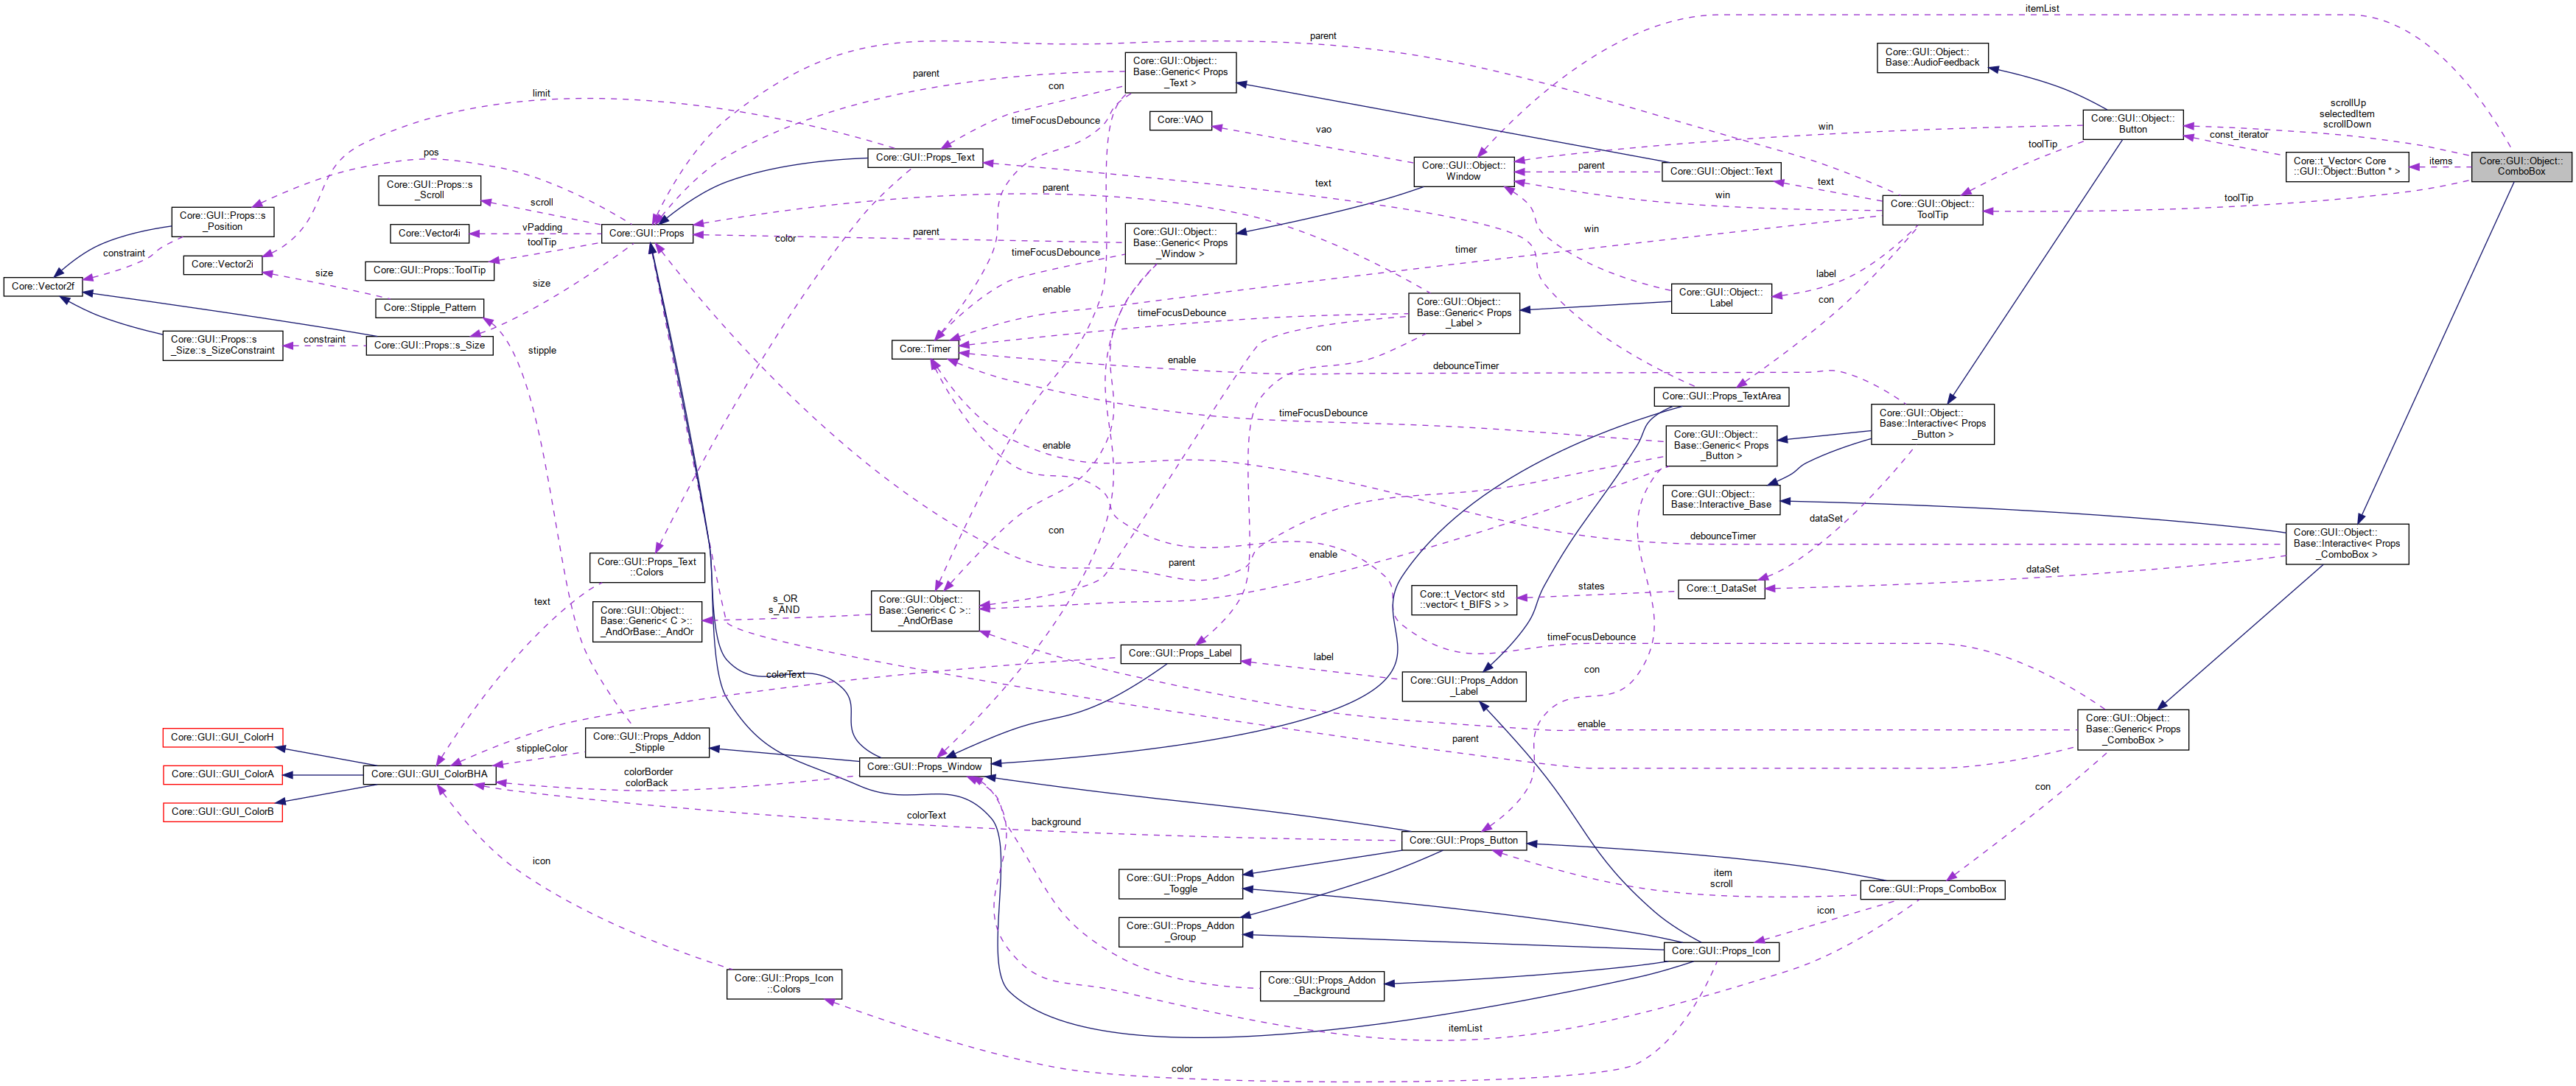 itemList
parent
Core::GUI::Object::
Base::AudioFeedback
Core::GUI::Object::
Base::Generic< Props
_Text >
parent
con
limit
scrollUp
selectedItem
scrollDown
Core::GUI::Object::
Button
Core::VAO
timeFocusDebounce
vao
win
const_iterator
toolTip
pos
Core::GUI::Props_Text
Core::GUI::Object::
Window
parent
Core::GUI::Object::Text
Core::t_Vector< Core
::GUI::Object::Button * >
items
Core::GUI::Object::
ComboBox
Core::GUI::Props::s
_Scroll
scroll
text
parent
text
win
Core::GUI::Object::
ToolTip
toolTip
Core::GUI::Props::s
_Position
Core::Vector4i
vPadding
toolTip
Core::GUI::Props
color
parent
Core::GUI::Object::
Base::Generic< Props
_Window >
win
constraint
Core::Vector2i
Core::GUI::Props::ToolTip
timeFocusDebounce
timer
size
size
label
Core::Vector2f
enable
Core::GUI::Object::
Label
con
Core::Stipple_Pattern
Core::GUI::Object::
Base::Generic< Props
_Label >
timeFocusDebounce
Core::GUI::Props::s
_Size::s_SizeConstraint
constraint
Core::GUI::Props::s_Size
stipple
Core::Timer
con
enable
debounceTimer
Core::GUI::Props_TextArea
timeFocusDebounce
Core::GUI::Object::
Base::Interactive< Props
_Button >
enable
Core::GUI::Object::
Base::Generic< Props
_Button >
Core::GUI::Object::
Base::Interactive_Base
dataSet
con
debounceTimer
Core::GUI::Object::
Base::Interactive< Props
_ComboBox >
enable
parent
Core::GUI::Props_Text
::Colors
dataSet
states
Core::t_DataSet
Core::t_Vector< std
::vector< t_BIFS > >
text
Core::GUI::Object::
Base::Generic< C >::
_AndOrBase::_AndOr
s_OR
s_AND
Core::GUI::Object::
Base::Generic< C >::
_AndOrBase
timeFocusDebounce
Core::GUI::Props_Label
label
con
colorText
Core::GUI::Props_Addon
_Label
enable
parent
Core::GUI::Object::
Base::Generic< Props
_ComboBox >
Core::GUI::GUI_ColorH
Core::GUI::Props_Addon
_Stipple
stippleColor
Core::GUI::GUI_ColorA
Core::GUI::GUI_ColorBHA
colorBorder
colorBack
Core::GUI::Props_Window
con
Core::GUI::GUI_ColorB
colorText
background
Core::GUI::Props_Button
icon
Core::GUI::Props_Addon
_Toggle
item
scroll
Core::GUI::Props_ComboBox
icon
Core::GUI::Props_Addon
_Group
Core::GUI::Props_Icon
Core::GUI::Props_Icon
::Colors
Core::GUI::Props_Addon
_Background
itemList
color